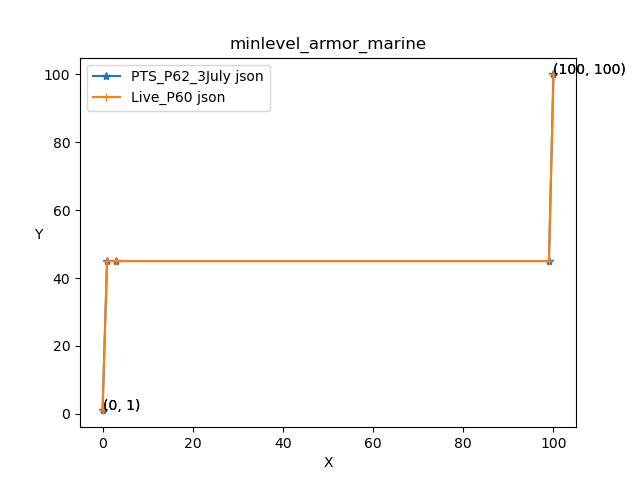 minlevel_armor_marine
PTS_P62_3July json
Live_P60 json
(100, 100)
100
80
60
Y
40
20
(0, 1)
0
0 20 40 60 80 100
X